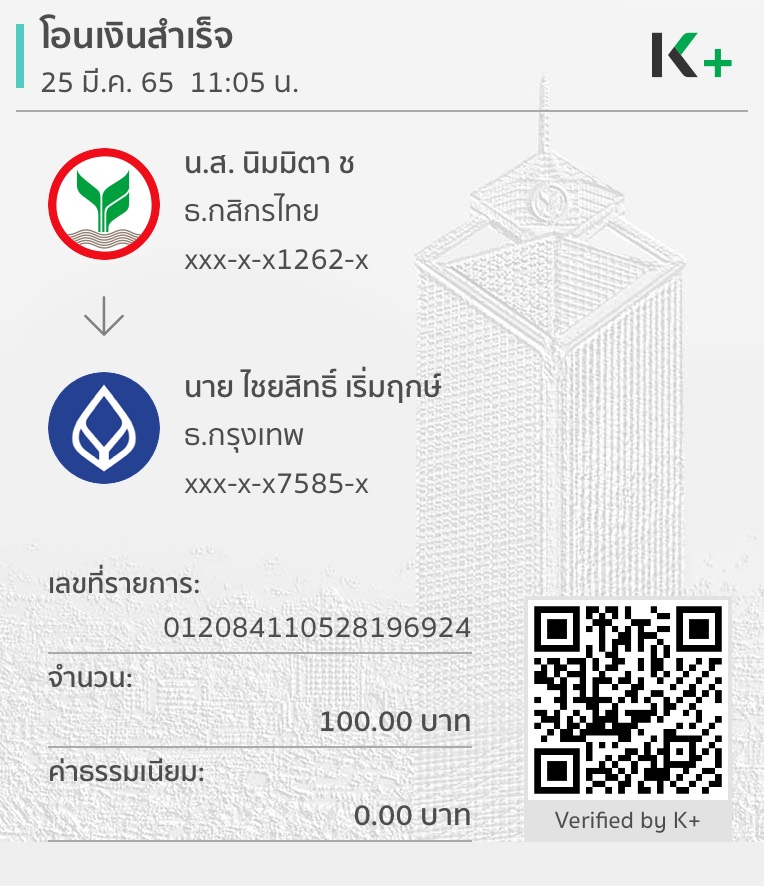 โอนเงินสำเร็จ
25 มี.ค. 65 11:05 น.
K+
น.ส. นิมมิตา ช
ธ.กสิกรไทย
xxx-x-x1262-x
นาย ไชยสิทธิ์ เริ่มฤกษ์
ธ.กรุงเทพ
xxx-x-x7585-x
เลขที่รายการ:
012084110528196924
จำนวน:
100.00 บาท
ค่าธรรมเนียม:
0.00 บาท
Verified by K+